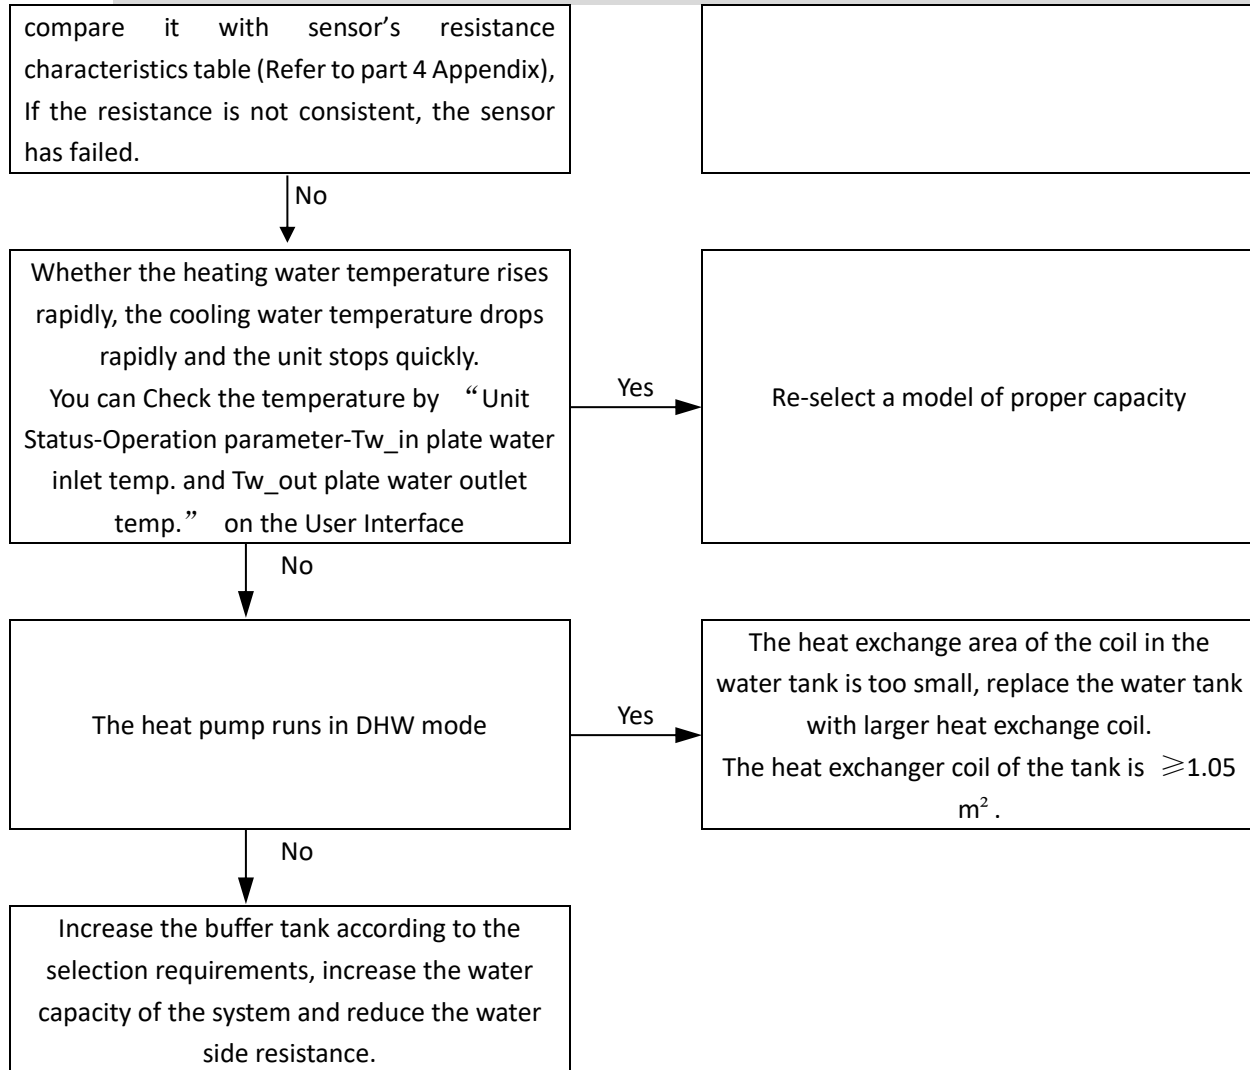 compare it with sensor's resistance
characteristics table (Refer to part 4 Appendix),
If the resistance is not consistent, the sensor
has failed.
No
Whether the heating water temperature rises
rapidly, the cooling water temperature drops
rapidly and the unit stops quickly.
You can Check the temperature by “Unit
Status-Operation parameter-Tw_in plate water
inlet temp. and Tw_out plate water outlet
temp.” on the User Interface
Yes
Re-select a model of proper capacity
No
The heat pump runs in DHW mode
Yes
The heat exchange area of the coil in the
water tank is too small, replace the water tank
with larger heat exchange coil.
The heat exchanger coil of the tank is ≥1.05
m² .
No
Increase the buffer tank according to the
selection requirements, increase the water
capacity of the system and reduce the water
side resistance.